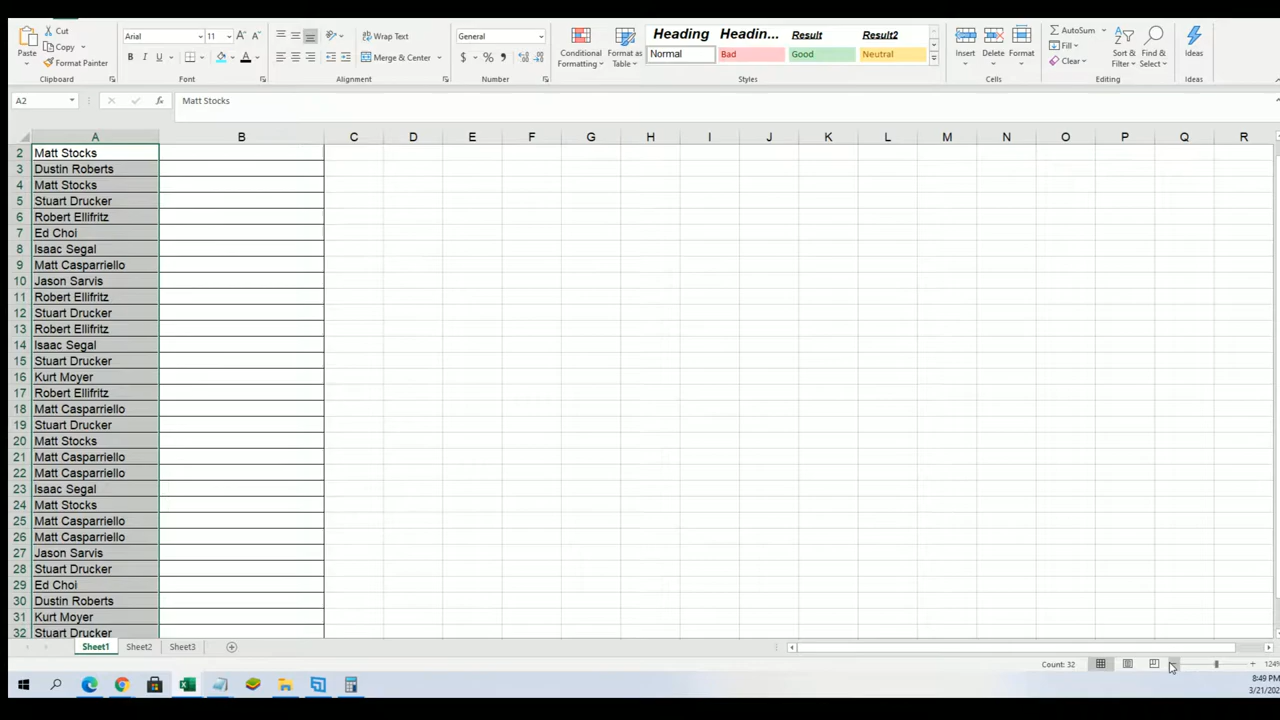 Paste
Cut
Copy
Format Painter
Clipboard
Arial 11 A A
B I U A
Font
Wrap Text
Merge & Center
Alignment
General
$ % 9
Number
Conditional Formatting
Format as Table
Heading Headin... Result Result2
Normal Bad Good Neutral
Styles
Insert Delete Format
Cells
AutoSum
Fill
Clear
Sort & Filter
Find & Select
Editing
Ideas
Ideas
A2 fx Matt Stocks
A B C D E F G H I J K L M N O P Q R
2 Matt Stocks
3 Dustin Roberts
4 Matt Stocks
5 Stuart Drucker
6 Robert Ellifritz
7 Ed Choi
8 Isaac Segal
9 Matt Casparriello
10 Jason Sarvis
11 Robert Ellifritz
12 Stuart Drucker
13 Robert Ellifritz
14 Isaac Segal
15 Stuart Drucker
16 Kurt Moyer
17 Robert Ellifritz
18 Matt Casparriello
19 Stuart Drucker
20 Matt Stocks
21 Matt Casparriello
22 Matt Casparriello
23 Isaac Segal
24 Matt Stocks
25 Matt Casparriello
26 Matt Casparriello
27 Jason Sarvis
28 Stuart Drucker
29 Ed Choi
30 Dustin Roberts
31 Kurt Moyer
32 Stuart Drucker
Sheet1 Sheet2 Sheet3
Count: 32 124%
8:49 PM
3/21/202